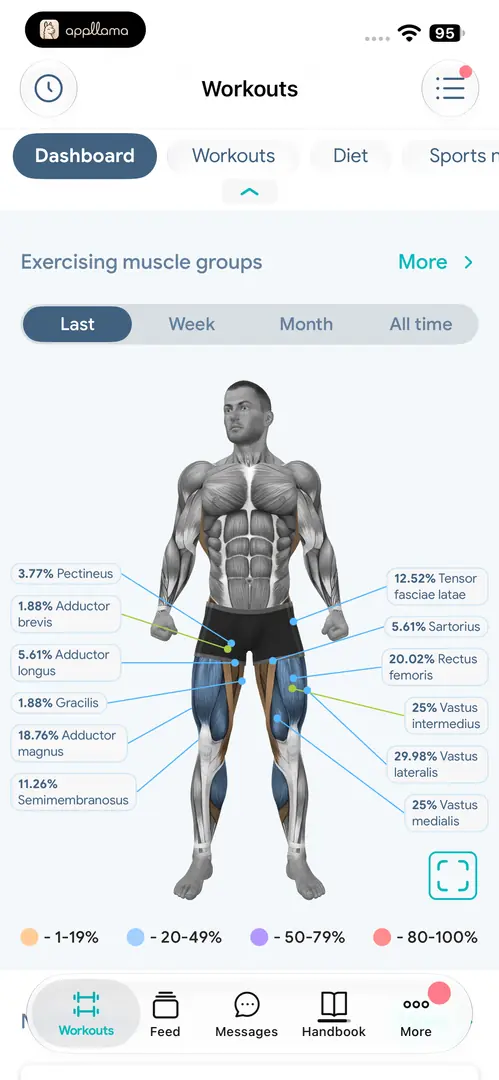 appllama
95
Workouts
Dashboard
Workouts
Diet
Sports n
Exercising muscle groups
More
Last
Week
Month
All time
3.77% Pectineus
1.88% Adductor
brevis
5.61% Adductor
longus
1.88% Gracilis
18.76% Adductor
magnus
11.26%
Semimembranosus
12.52% Tensor
fasciae latae
5.61% Sartorius
20.02% Rectus
femoris
25% Vastus
intermedius
29.98% Vastus
lateralis
25% Vastus
medialis
- 1-19%
- 20-49%
- 50-79%
- 80-100%
Workouts
Feed
Messages
Handbook
More